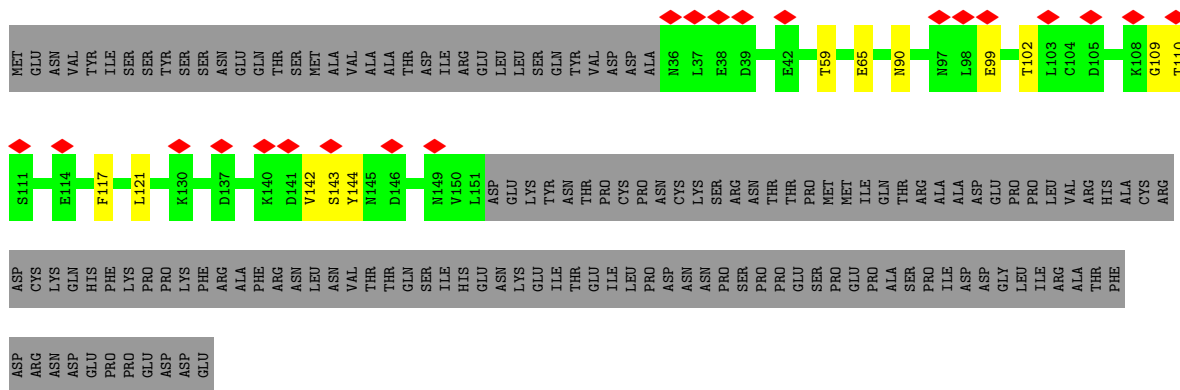 MET GLU ASN VAL TYR ILE SER SER TYR SER SER ASN GLU GLN THR SER MET ALA VAL ALA ALA THR ASP ILE ARG GLU LEU LEU SER GLN TYR VAL ASP ASP ALA N36 L37 E38 D39 E42 T59 E65 N90 N97 L98 E99 T102 L103 C104 D105 K108 G109 T110
S111 E114 F117 L121 K130 D137 K140 D141 V142 S143 Y144 N145 D146 N149 V150 L151 ASP GLU LYS TYR ASN THR PRO CYS PRO ASN CYS LYS SER ARG ASN THR THR PRO MET MET ILE GLN THR ARG ALA ALA ASP GLU PRO PRO LEU VAL ARG HIS ALA CYS ARG
ASP CYS LYS GLN HIS PHE LYS PRO PRO LYS PHE ARG ALA PHE ARG ASN LEU ASN VAL THR THR GLN SER ILE HIS GLU ASN LYS GLU ILE THR GLU ILE LEU PRO ASP ASN ASN PRO SER PRO PRO GLU SER PRO GLU PRO ALA SER PRO ILE ASP ASP GLY LEU ILE ARG ALA THR PHE
ASP ARG ASN ASP GLU PRO PRO GLU ASP ASP GLU